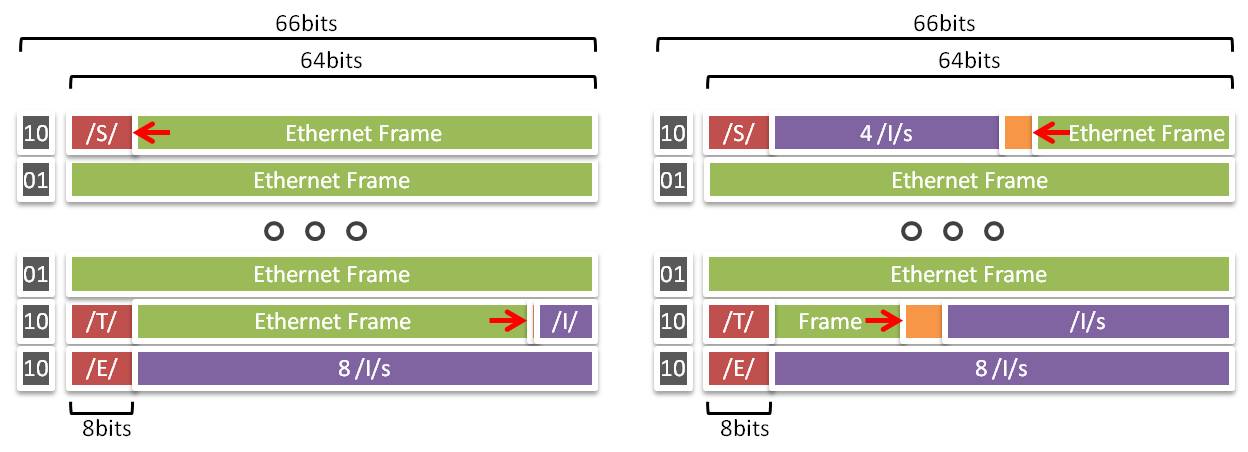 66bits
64bits
10 /S/ Ethernet Frame
01 Ethernet Frame
01 Ethernet Frame
10 /T/ Ethernet Frame /I/
10 /E/ 8 /I/s
8bits
66bits
64bits
10 /S/ 4 /I/s Ethernet Frame
01 Ethernet Frame
01 Ethernet Frame
10 /T/ Frame /I/s
10 /E/ 8 /I/s
8bits